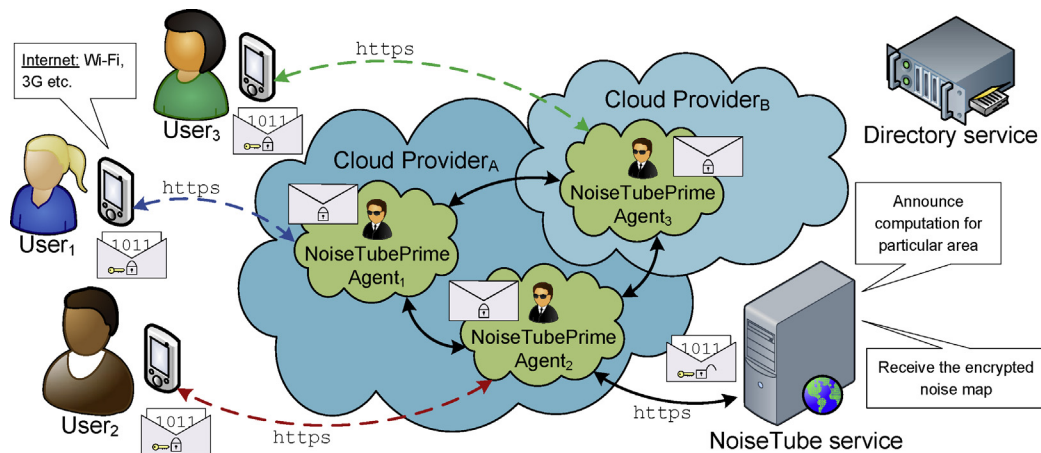 Internet: Wi-Fi,
3G etc.
User₃
1011
https
User₁
1011
https
User₂
1011
https
Cloud Provider_A
Cloud Provider_B
NoiseTubePrime
Agent₁
NoiseTubePrime
Agent₂
NoiseTubePrime
Agent₃
Directory service
Announce
computation for
particular area
Receive the encrypted
noise map
1011
https
NoiseTube service